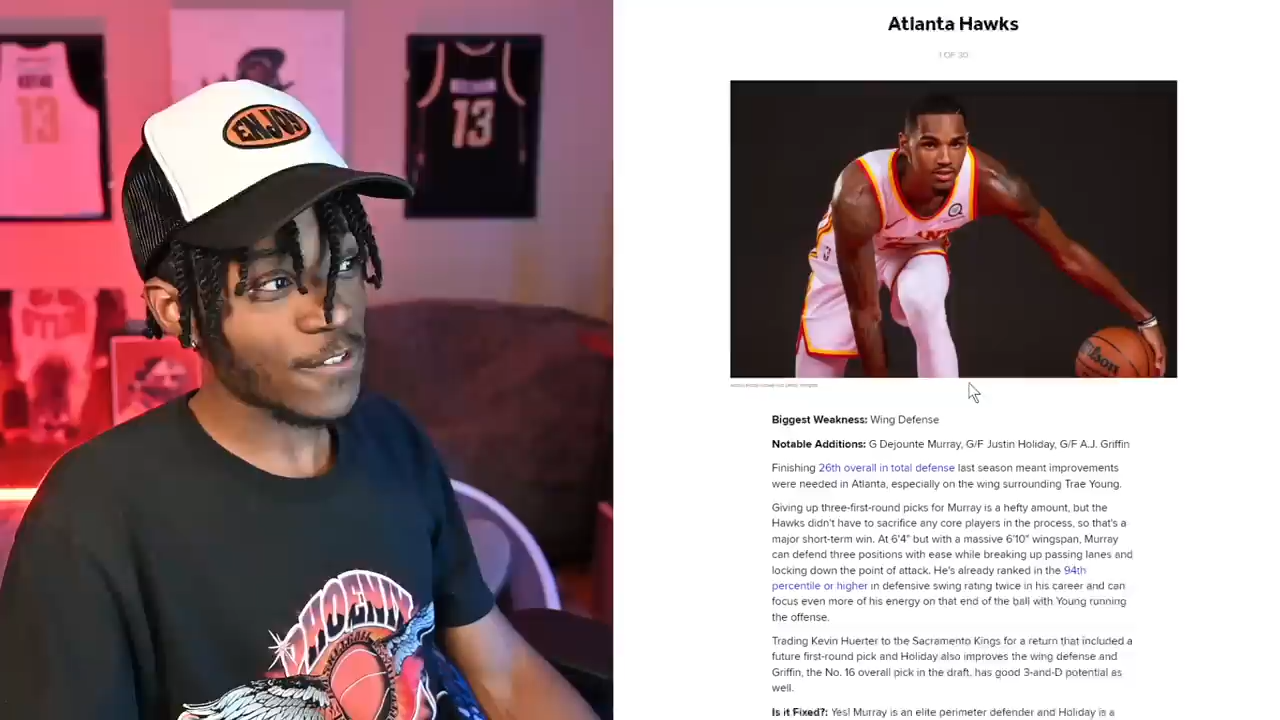 Atlanta Hawks
1 OF 30
ENJOY
13
13
PHOENIX
Wilson
Biggest Weakness: Wing Defense
Notable Additions: G Dejounte Murray, G/F Justin Holiday, G/F A.J. Griffin
Finishing 26th overall in total defense last season meant improvements
were needed in Atlanta, especially on the wing surrounding Trae Young.
Giving up three-first-round picks for Murray is a hefty amount, but the
Hawks didn't have to sacrifice any core players in the process, so that's a
major short-term win. At 6'4" but with a massive 6'10" wingspan, Murray
can defend three positions with ease while breaking up passing lanes and
locking down the point of attack. He's already ranked in the 94th
percentile or higher in defensive swing rating twice in his career and can
focus even more of his energy on that end of the ball with Young running
the offense.
Trading Kevin Huerter to the Sacramento Kings for a return that included a
future first-round pick and Holiday also improves the wing defense and
Griffin, the No. 16 overall pick in the draft, has good 3-and-D potential as
well.
Is it Fixed?: Yes! Murray is an elite perimeter defender and Holiday is a